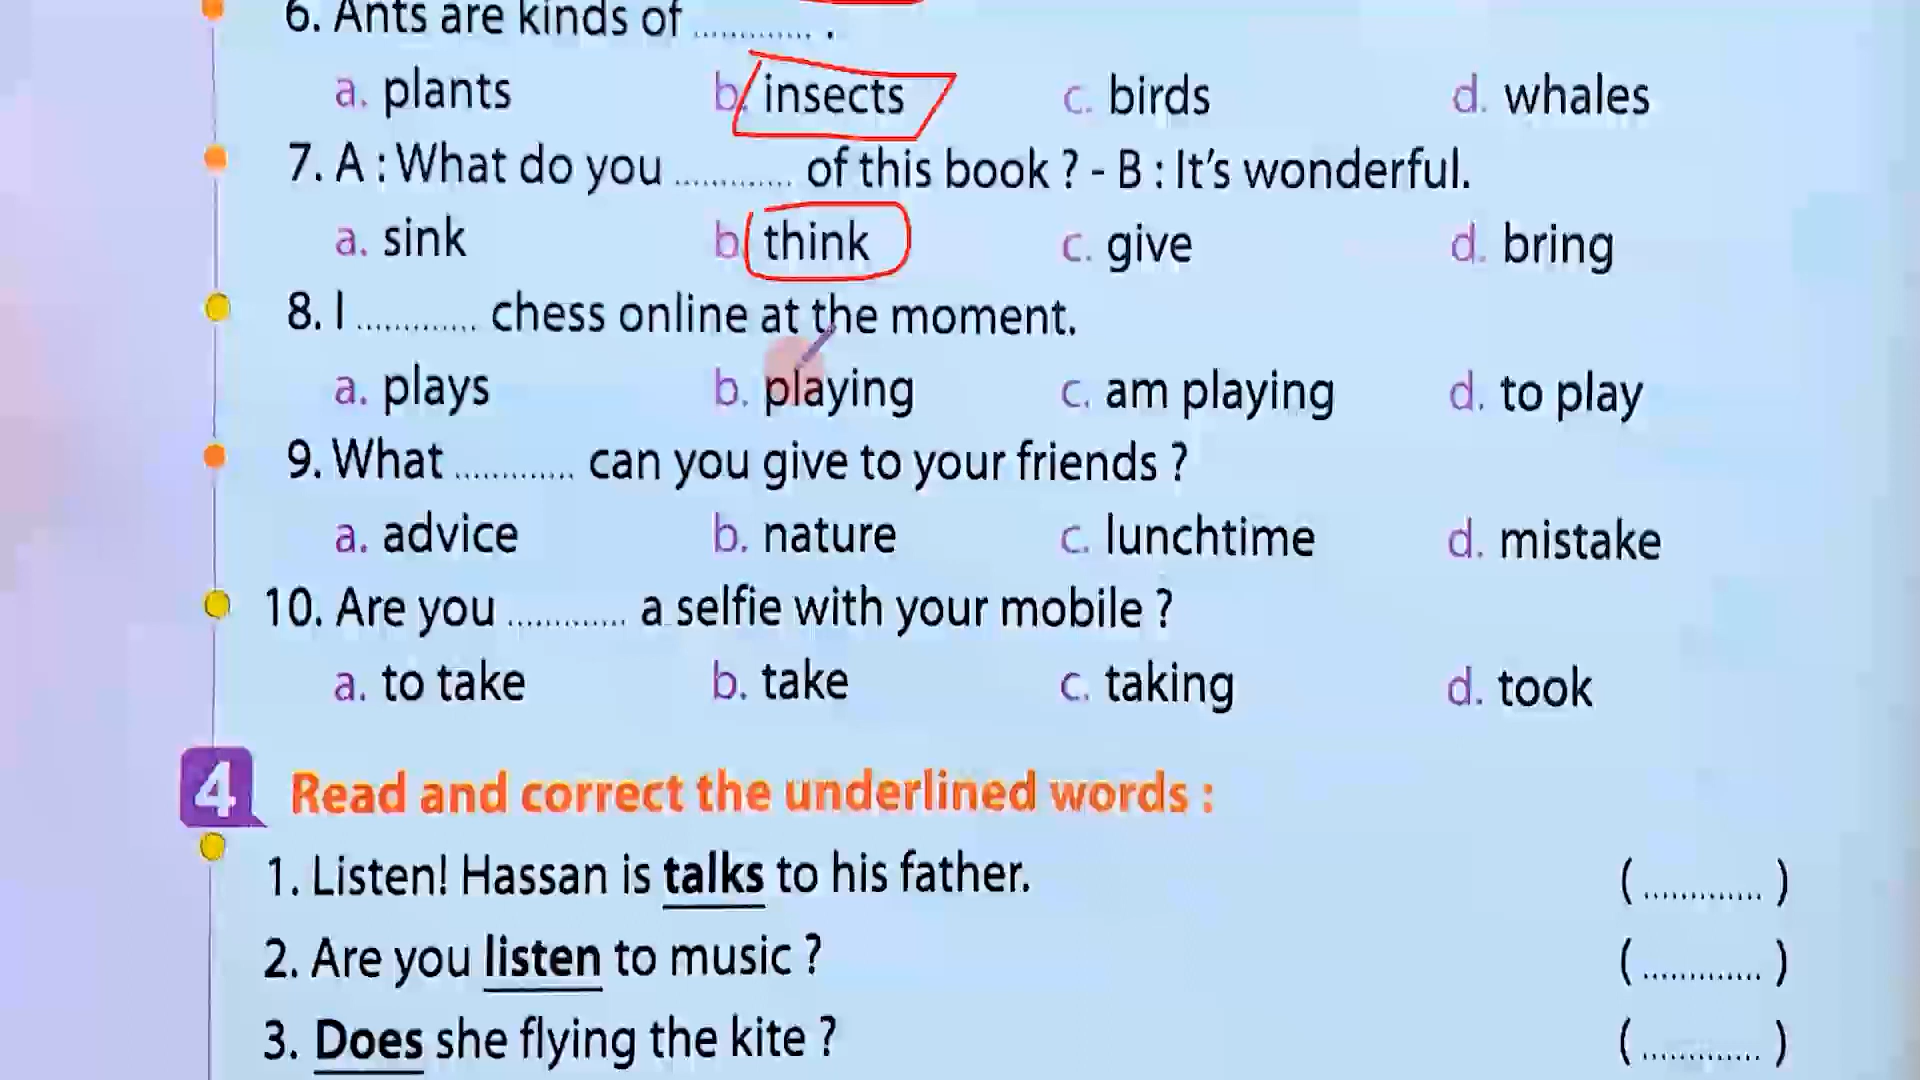 6. Ants are kinds of ............ .
a. plants b. insects c. birds d. whales
7. A : What do you ............ of this book ? - B : It's wonderful.
a. sink b. think c. give d. bring
8. I ............ chess online at the moment.
a. plays b. playing c. am playing d. to play
9. What ............ can you give to your friends ?
a. advice b. nature c. lunchtime d. mistake
10. Are you ............ a selfie with your mobile ?
a. to take b. take c. taking d. took
4 Read and correct the underlined words :
1. Listen! Hassan is talks to his father. (............)
2. Are you listen to music ? (............)
3. Does she flying the kite ? (............)